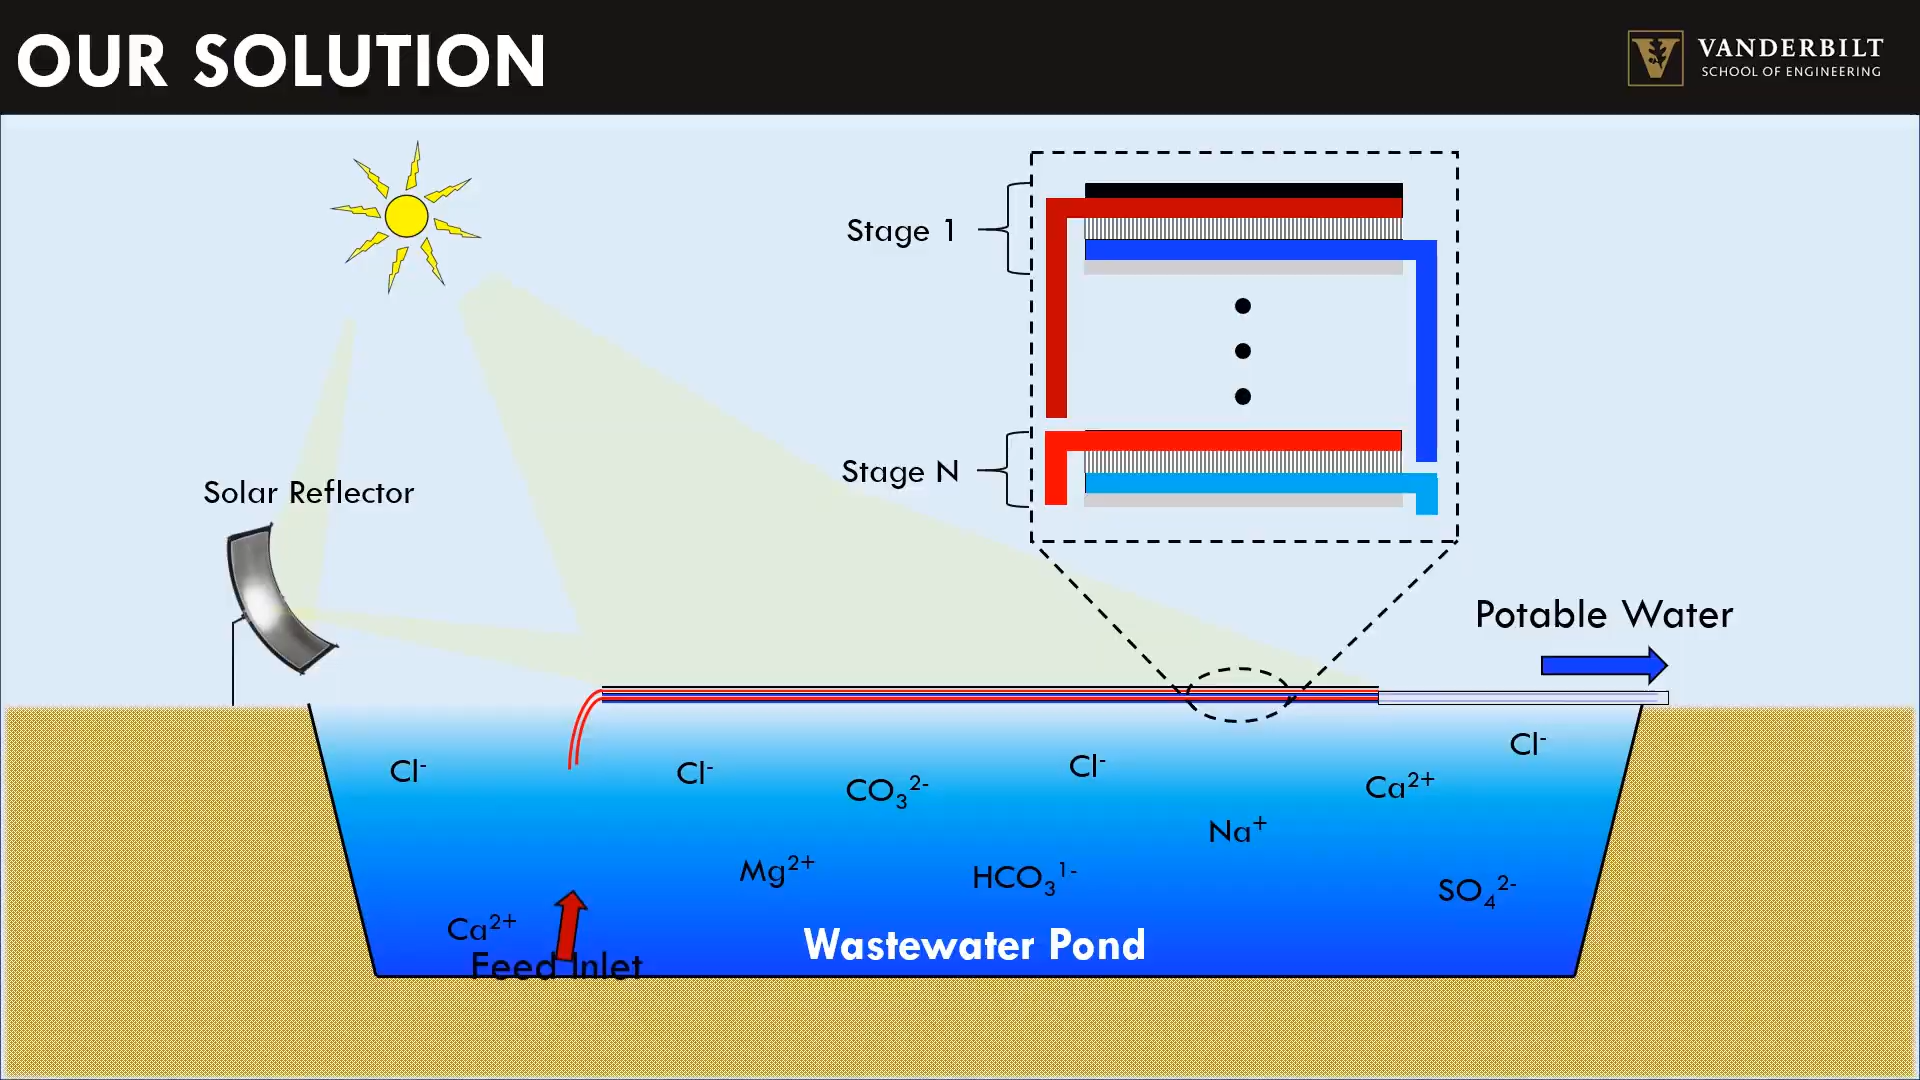 OUR SOLUTION
V
VANDERBILT
SCHOOL OF ENGINEERING
Stage 1
Stage N
Solar Reflector
Potable Water
Cl⁻
Cl⁻
Cl⁻
Cl⁻
CO₃²⁻
Ca²⁺
Na⁺
Mg²⁺
HCO₃¹⁻
SO₄²⁻
Ca²⁺
Wastewater Pond
Feed Inlet